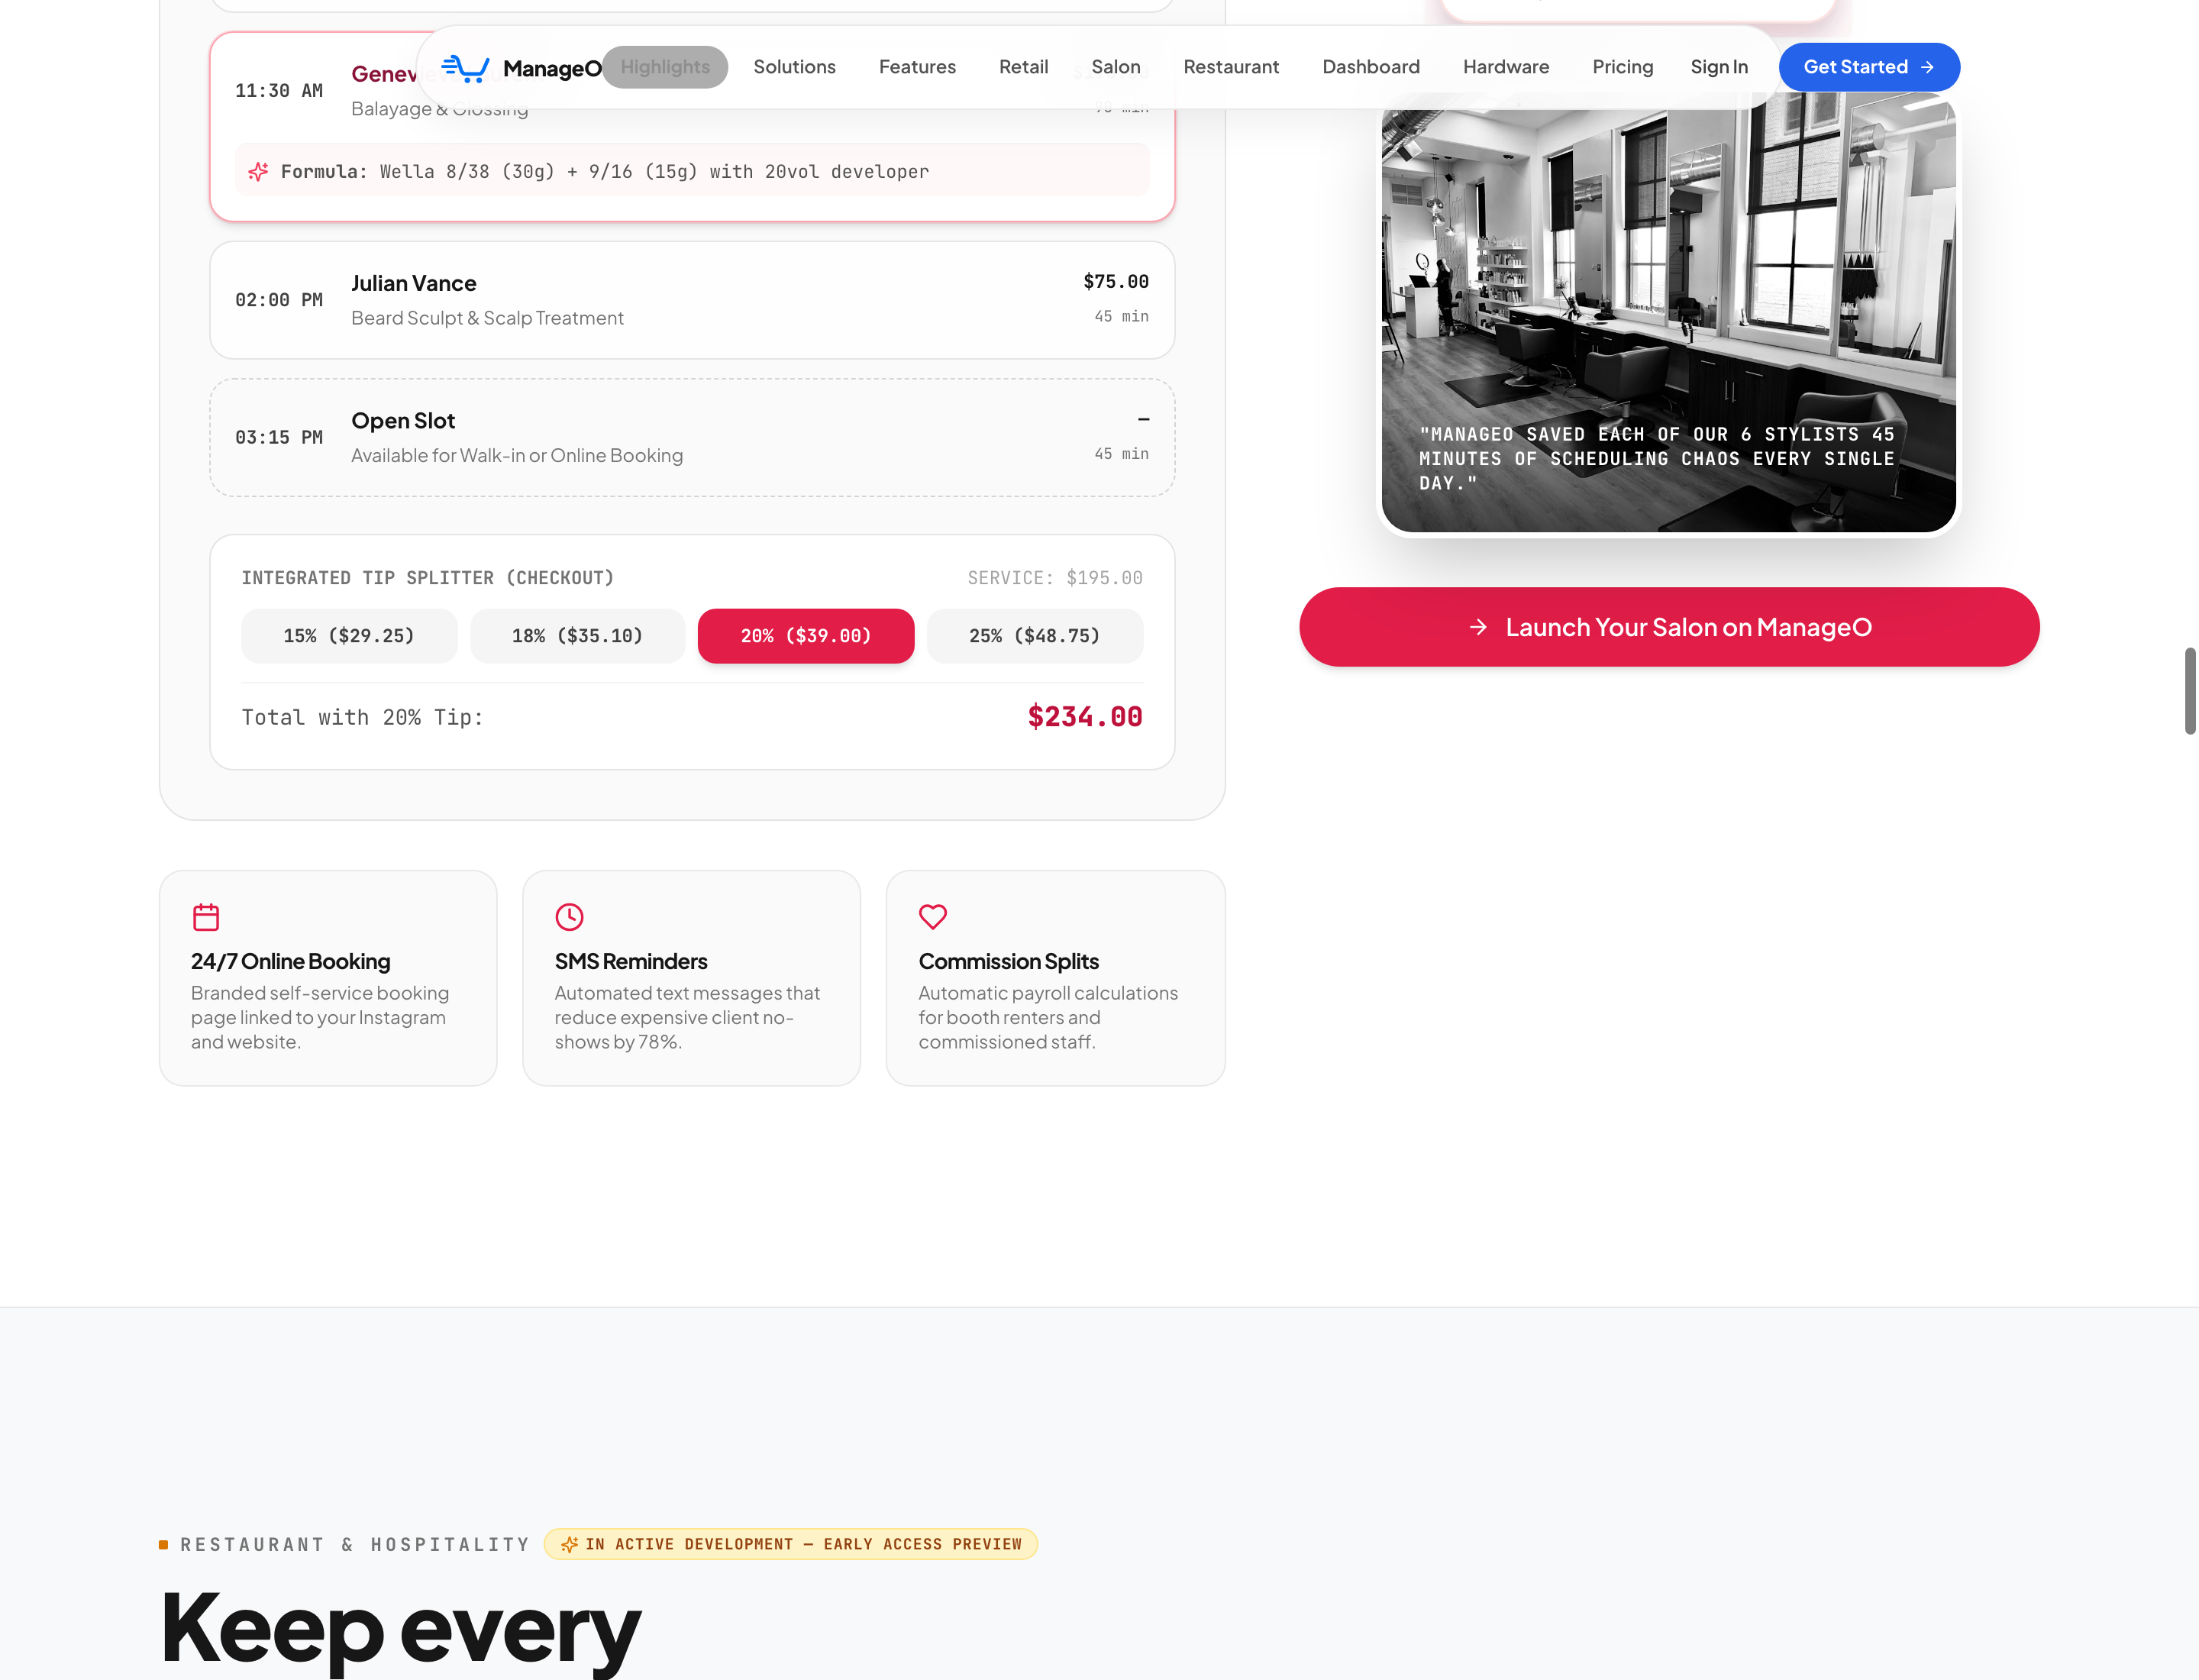 ManageO
Highlights
Solutions
Features
Retail
Salon
Restaurant
Dashboard
Hardware
Pricing
Sign In
Get Started
11:30 AM
Balayage & Glossing
Formula: Wella 8/38 (30g) + 9/16 (15g) with 20vol developer
02:00 PM
Julian Vance
Beard Sculpt & Scalp Treatment
$75.00
45 min
03:15 PM
Open Slot
Available for Walk-in or Online Booking
—
45 min
INTEGRATED TIP SPLITTER (CHECKOUT)
SERVICE: $195.00
15% ($29.25)
18% ($35.10)
20% ($39.00)
25% ($48.75)
Total with 20% Tip:
$234.00
"MANAGEO SAVED EACH OF OUR 6 STYLISTS 45
MINUTES OF SCHEDULING CHAOS EVERY SINGLE
DAY."
Launch Your Salon on ManageO
24/7 Online Booking
Branded self-service booking
page linked to your Instagram
and website.
SMS Reminders
Automated text messages that
reduce expensive client no-
shows by 78%.
Commission Splits
Automatic payroll calculations
for booth renters and
commissioned staff.
RESTAURANT & HOSPITALITY
IN ACTIVE DEVELOPMENT — EARLY ACCESS PREVIEW
Keep every